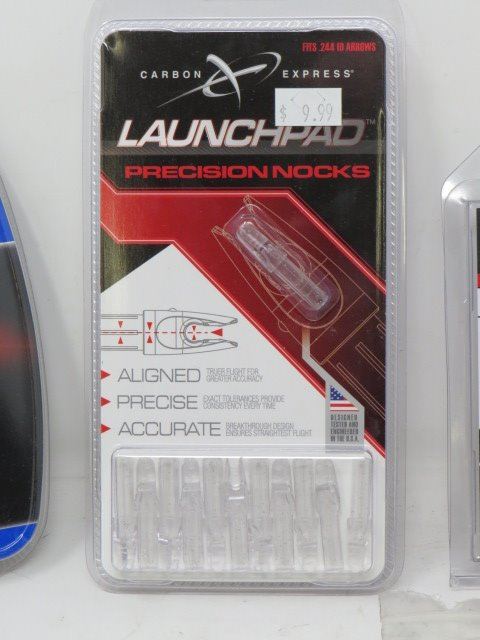 FITS .244 ID ARROWS
CARBON EXPRESS®
$ 9.99
LAUNCHPAD™
PRECISION NOCKS
ALIGNED TRUER FLIGHT FOR
GREATER ACCURACY
PRECISE EXACT TOLERANCES PROVIDE
CONSISTENCY EVERY TIME
ACCURATE BREAKTHROUGH DESIGN
ENSURES STRAIGHTEST FLIGHT.
DESIGNED
TESTED AND
ENGINEERED
IN THE U.S.A.